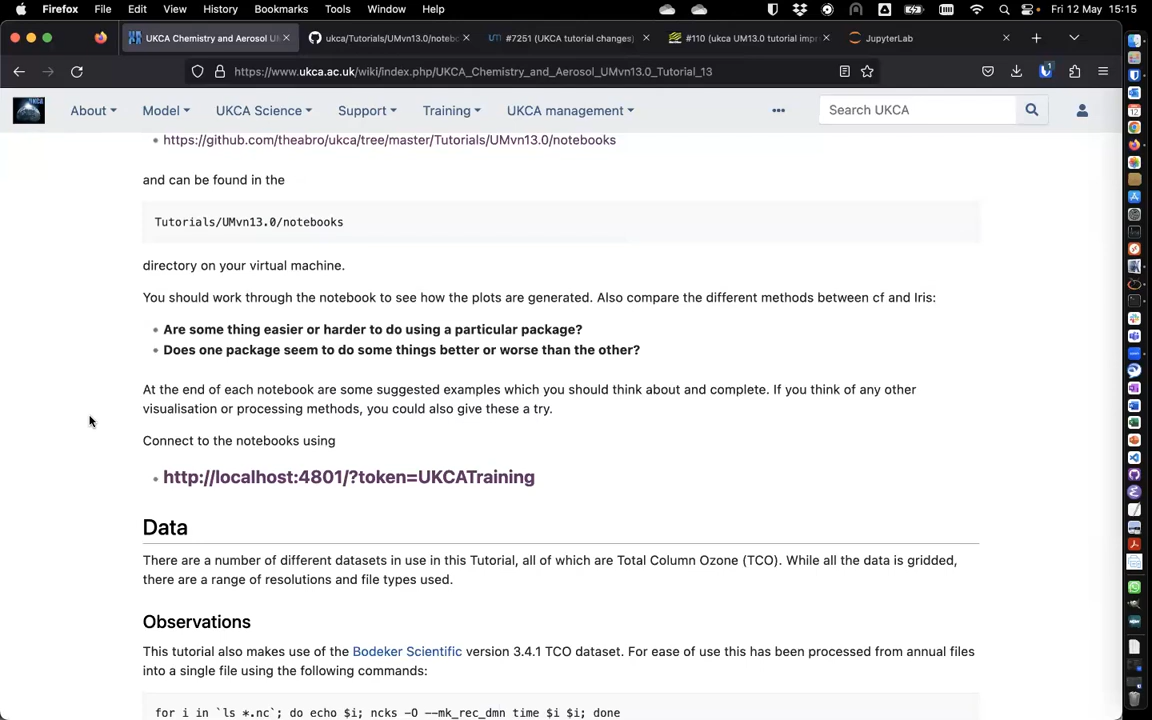 Firefox File Edit View History Bookmarks Tools Window Help Fri 12 May 15:15
UKCA Chemistry and Aerosol U ukca/Tutorials/UMvn13.0/notebo #7251 (UKCA tutorial changes) #110 (ukca UM13.0 tutorial impr JupyterLab
https://www.ukca.ac.uk/wiki/index.php/UKCA_Chemistry_and_Aerosol_UMvn13.0_Tutorial_13
About Model UKCA Science Support Training UKCA management Search UKCA
https://github.com/theabro/ukca/tree/master/Tutorials/UMvn13.0/notebooks
and can be found in the
Tutorials/UMvn13.0/notebooks
directory on your virtual machine.
You should work through the notebook to see how the plots are generated. Also compare the different methods between cf and Iris:
Are some thing easier or harder to do using a particular package?
Does one package seem to do some things better or worse than the other?
At the end of each notebook are some suggested examples which you should think about and complete. If you think of any other
visualisation or processing methods, you could also give these a try.
Connect to the notebooks using
http://localhost:4801/?token=UKCATraining
Data
There are a number of different datasets in use in this Tutorial, all of which are Total Column Ozone (TCO). While all the data is gridded,
there are a range of resolutions and file types used.
Observations
This tutorial also makes use of the Bodeker Scientific version 3.4.1 TCO dataset. For ease of use this has been processed from annual files
into a single file using the following commands:
for i in `ls *.nc`; do echo $i; ncks -O --mk_rec_dmn time $i $i; done